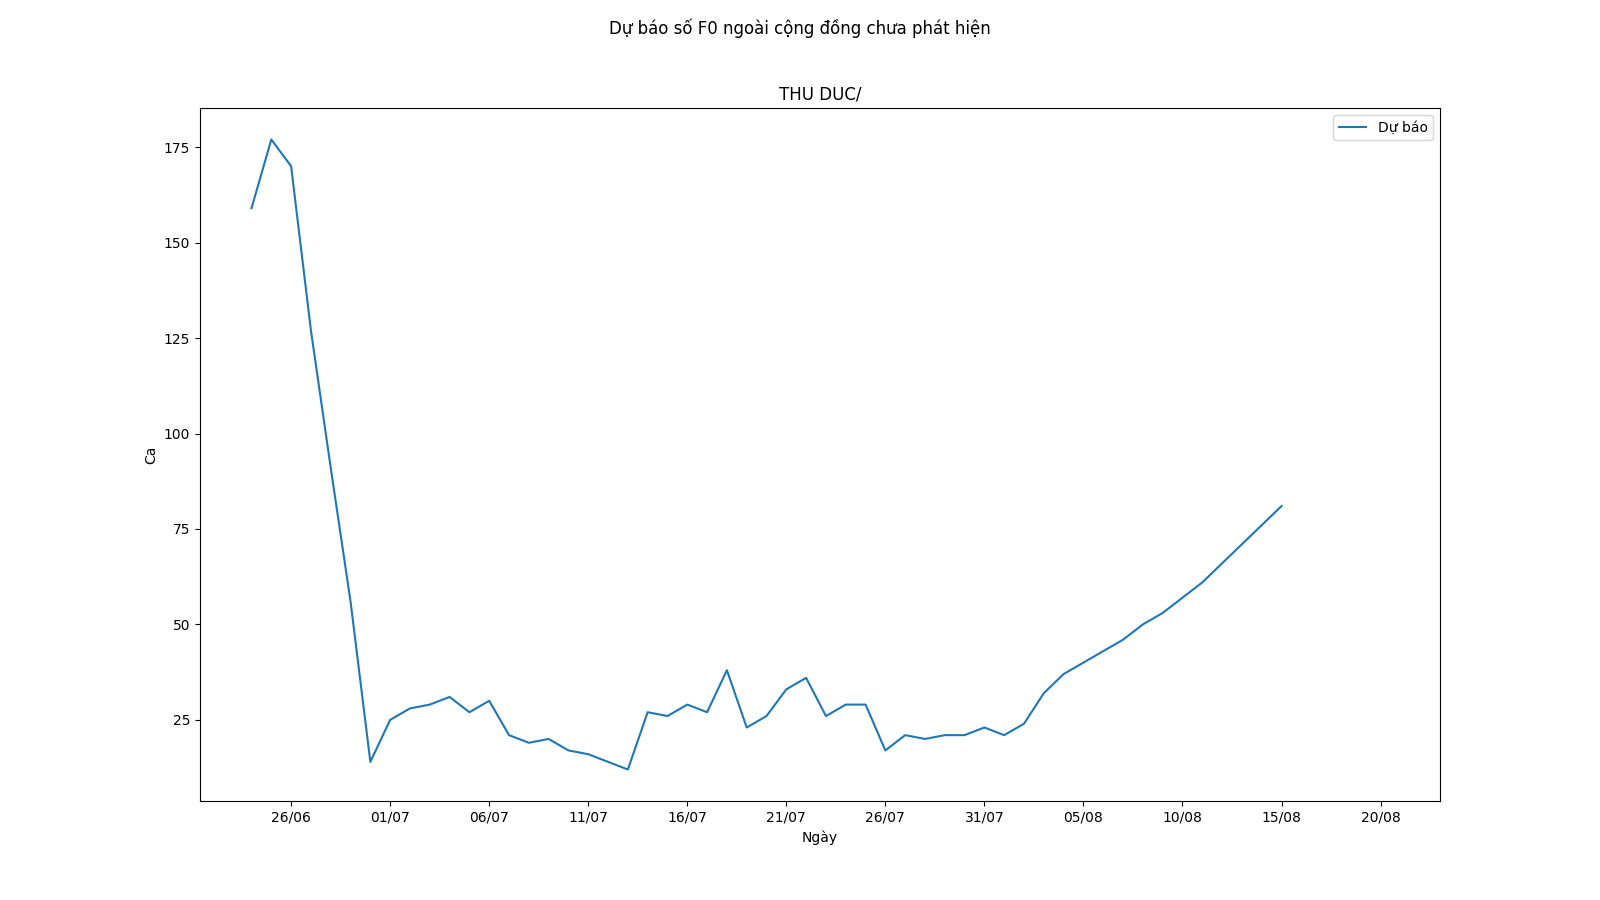 Dự báo số F0 ngoài cộng đồng chưa phát hiện
THU DUC/
Dự báo
175
150
125
100
75
50
25
Ca
26/06 01/07 06/07 11/07 16/07 21/07 26/07 31/07 05/08 10/08 15/08 20/08
Ngày